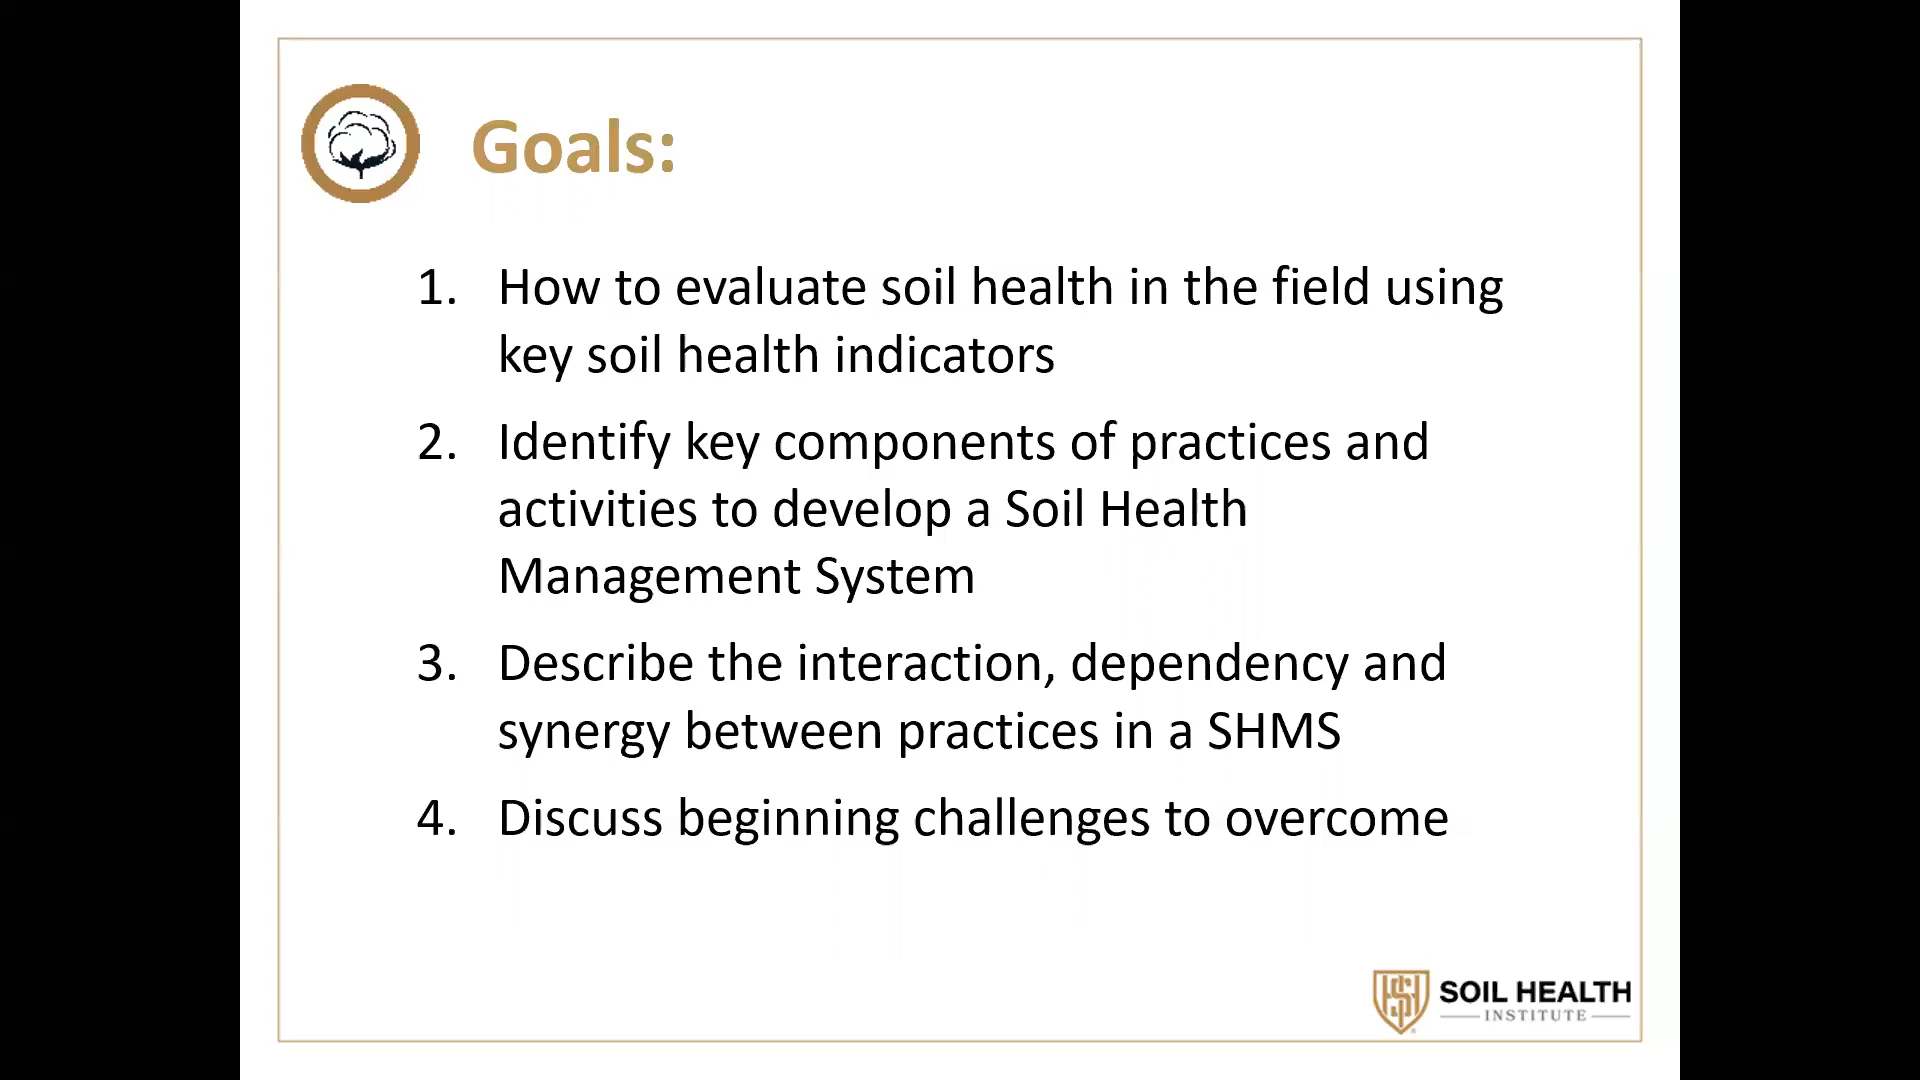 Goals:
1. How to evaluate soil health in the field using
key soil health indicators
2. Identify key components of practices and
activities to develop a Soil Health
Management System
3. Describe the interaction, dependency and
synergy between practices in a SHMS
4. Discuss beginning challenges to overcome
SOIL HEALTH
INSTITUTE